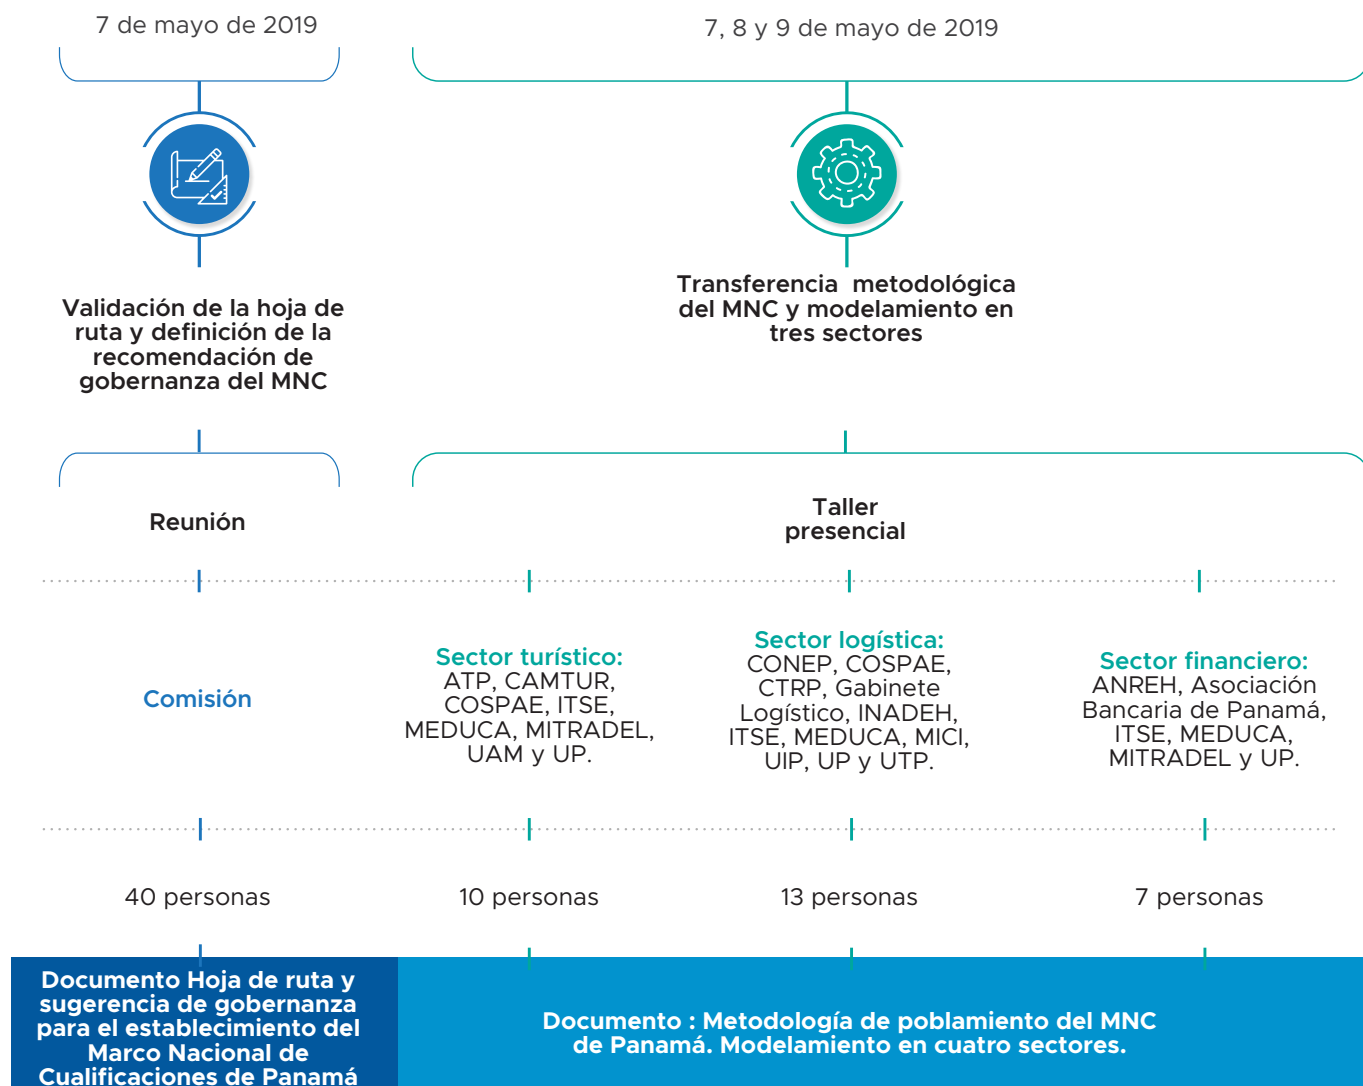 7 de mayo de 2019
7, 8 y 9 de mayo de 2019
Validación de la hoja de
ruta y definición de la
recomendación de
gobernanza del MNC
Transferencia  metodológica
del MNC y modelamiento en
tres sectores
Reunión
Taller
presencial
Comisión
Sector turístico:
ATP, CAMTUR,
COSPAE, ITSE,
MEDUCA, MITRADEL,
UAM y UP.
Sector logística:
CONEP, COSPAE,
CTRP, Gabinete
Logístico, INADEH,
ITSE, MEDUCA, MICI,
UIP, UP y UTP.
Sector financiero:
ANREH, Asociación
Bancaria de Panamá,
ITSE, MEDUCA,
MITRADEL y UP.
40 personas
10 personas
13 personas
7 personas
Documento Hoja de ruta y
sugerencia de gobernanza
para el establecimiento del
Marco Nacional de
Cualificaciones de Panamá
Documento : Metodología de poblamiento del MNC
de Panamá. Modelamiento en cuatro sectores.